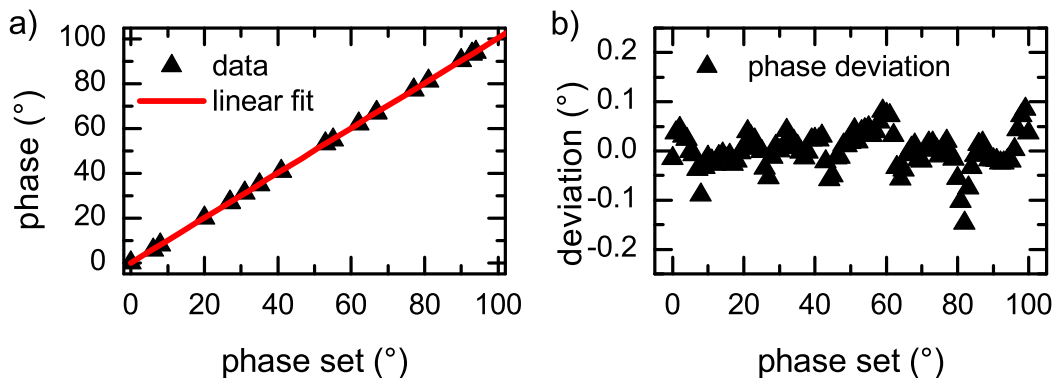 a)
100
80
60
40
20
0
phase (°)
data
linear fit
0 20 40 60 80 100
phase set (°)
b)
0.2
0.1
0.0
-0.1
-0.2
deviation (°)
phase deviation
0 20 40 60 80 100
phase set (°)